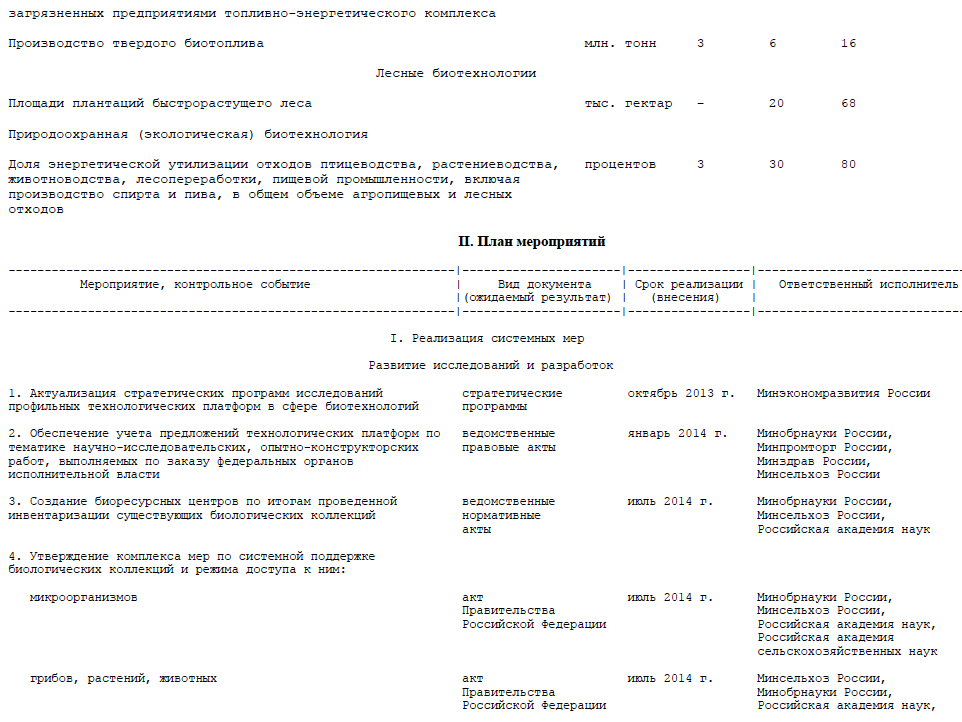 загрязненных предприятиями топливно-энергетического комплекса
Производство твердого биотоплива млн. тонн 3 6 16
Лесные биотехнологии
Площади плантаций быстрорастущего леса тыс. гектар - 20 68
Природоохранная (экологическая) биотехнология
Доля энергетической утилизации отходов птицеводства, растениеводства, процентов 3 30 80
животноводства, лесопереработки, пищевой промышленности, включая
производство спирта и пива, в общем объеме агропищевых и лесных
отходов
II. План мероприятий
Мероприятие, контрольное событие | Вид документа | Срок реализации | Ответственный исполнитель
|(ожидаемый результат) | (внесения) |
I. Реализация системных мер
Развитие исследований и разработок
1. Актуализация стратегических программ исследований стратегические октябрь 2013 г. Минэкономразвития России
профильных технологических платформ в сфере биотехнологий программы
2. Обеспечение учета предложений технологических платформ по ведомственные январь 2014 г. Минобрнауки России,
тематике научно-исследовательских, опытно-конструкторских правовые акты Минпромторг России,
работ, выполняемых по заказу федеральных органов Минздрав России,
исполнительной власти Минсельхоз России
3. Создание биоресурсных центров по итогам проведенной ведомственные июль 2014 г. Минобрнауки России,
инвентаризации существующих биологических коллекций нормативные Минсельхоз России,
акты Российская академия наук
4. Утверждение комплекса мер по системной поддержке
биологических коллекций и режима доступа к ним:
микроорганизмов акт июль 2014 г. Минобрнауки России,
Правительства Минсельхоз России,
Российской Федерации Российская академия наук,
Российская академия
сельскохозяйственных наук
грибов, растений, животных акт июль 2014 г. Минсельхоз России,
Правительства Минобрнауки России,
Российской Федерации Российская академия наук,